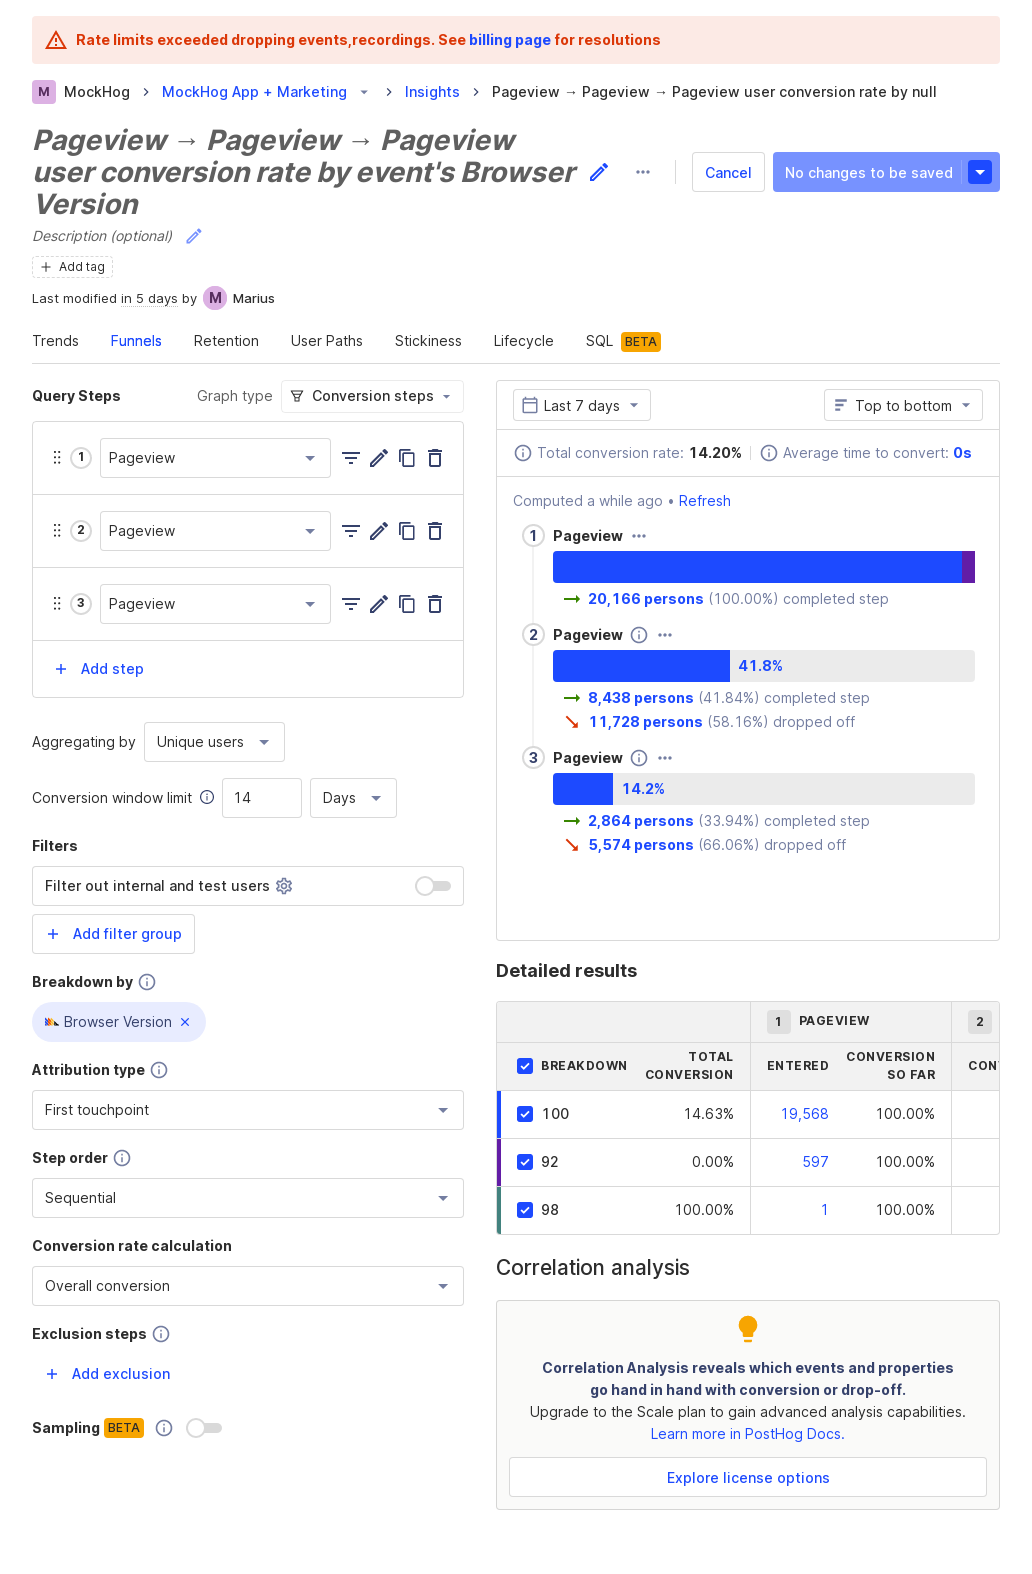 Rate limits exceeded dropping events,recordings. See billing page for resolutions
M MockHog MockHog App + Marketing Insights Pageview → Pageview → Pageview user conversion rate by null
Pageview → Pageview → Pageview
user conversion rate by event's Browser
Version
Cancel
No changes to be saved
Description (optional)
Add tag
Last modified in 5 days by M Marius
Trends Funnels Retention User Paths Stickiness Lifecycle SQL BETA
Query Steps Graph type Conversion steps
1 Pageview
2 Pageview
3 Pageview
Add step
Aggregating by Unique users
Conversion window limit 14 Days
Filters
Filter out internal and test users
Add filter group
Breakdown by
Browser Version
Attribution type
First touchpoint
Step order
Sequential
Conversion rate calculation
Overall conversion
Exclusion steps
Add exclusion
Sampling BETA
Last 7 days Top to bottom
Total conversion rate: 14.20% Average time to convert: 0s
Computed a while ago • Refresh
1 Pageview
20,166 persons (100.00%) completed step
2 Pageview
41.8%
8,438 persons (41.84%) completed step
11,728 persons (58.16%) dropped off
3 Pageview
14.2%
2,864 persons (33.94%) completed step
5,574 persons (66.06%) dropped off
Detailed results
1 PAGEVIEW 2
BREAKDOWN TOTAL CONVERSION ENTERED CONVERSION SO FAR
100 14.63% 19,568 100.00%
92 0.00% 597 100.00%
98 100.00% 1 100.00%
Correlation analysis
Correlation Analysis reveals which events and properties
go hand in hand with conversion or drop-off.
Upgrade to the Scale plan to gain advanced analysis capabilities.
Learn more in PostHog Docs.
Explore license options